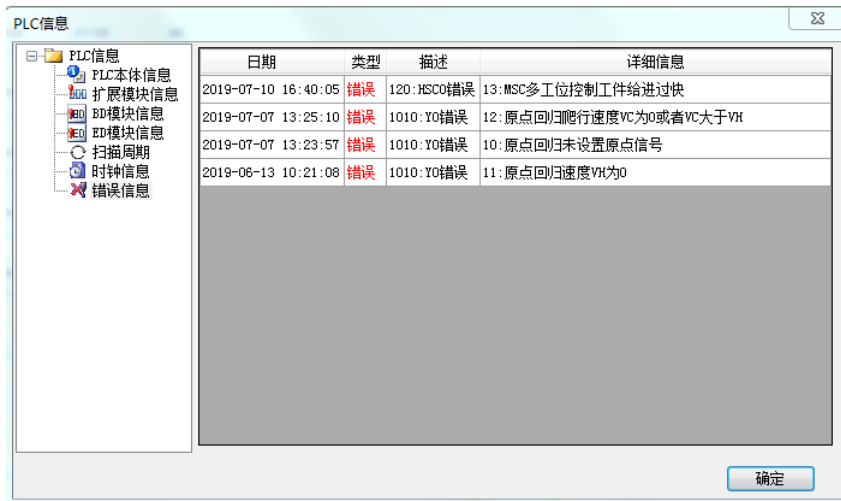 PLC信息
PLC信息
PLC本体信息
扩展模块信息
BD模块信息
ED模块信息
扫描周期
时钟信息
错误信息
日期 类型 描述 详细信息
2019-07-10 16:40:05 错误 120:HSC0错误 13:MSC多工位控制工件给进过快
2019-07-07 13:25:10 错误 1010:Y0错误 12:原点回归爬行速度VC为0或者VC大于VH
2019-07-07 13:23:57 错误 1010:Y0错误 10:原点回归未设置原点信号
2019-06-13 10:21:08 错误 1010:Y0错误 11:原点回归速度VH为0
确定